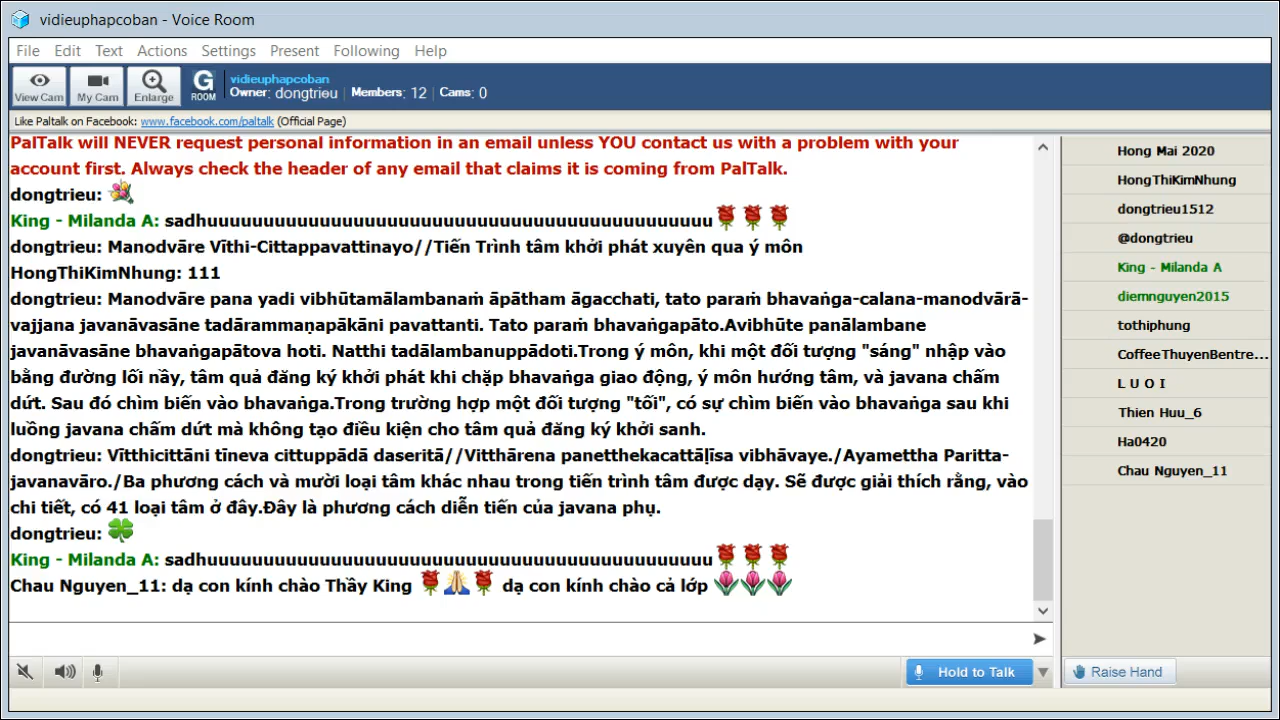 vidieuphapcoban - Voice Room
File Edit Text Actions Settings Present Following Help
View Cam My Cam Enlarge G ROOM
vidieuphapcoban
Owner: dongtrieu Members: 12 Cams: 0
Like Paltalk on Facebook: www.facebook.com/paltalk (Official Page)
PalTalk will NEVER request personal information in an email unless YOU contact us with a problem with your
account first. Always check the header of any email that claims it is coming from PalTalk.
dongtrieu:
King - Milanda A: sadhuuuuuuuuuuuuuuuuuuuuuuuuuuuuuuuuuuuuuuuuuuuuu
dongtrieu: Manodvāre Vīthi-Cittappavattinayo//Tiến Trình tâm khởi phát xuyên qua ý môn
HongThiKimNhung: 111
dongtrieu: Manodvāre pana yadi vibhūtamālambanaṁ āpātham āgacchati, tato paraṁ bhavaṅga-calana-manodvārā-
vajjana javanāvasāne tadārammaṇapākāni pavattanti. Tato paraṁ bhavaṅgapāto.Avibhūte panālambane
javanāvasāne bhavaṅgapātova hoti. Natthi tadālambanuppādoti.Trong ý môn, khi một đối tượng "sáng" nhập vào
bằng đường lối nầy, tâm quả đăng ký khởi phát khi chặp bhavaṅga giao động, ý môn hướng tâm, và javana chấm
dứt. Sau đó chìm biến vào bhavaṅga.Trong trường hợp một đối tượng "tối", có sự chìm biến vào bhavaṅga sau khi
luồng javana chấm dứt mà không tạo điều kiện cho tâm quả đăng ký khởi sanh.
dongtrieu: Vītthicittāni tīneva cittuppādā daseritā//Vitthārena panetthekacattāḷīsa vibhāvaye./Ayamettha Paritta-
javanavāro./Ba phương cách và mười loại tâm khác nhau trong tiến trình tâm được dạy. Sẽ được giải thích rằng, vào
chi tiết, có 41 loại tâm ở đây.Đây là phương cách diễn tiến của javana phụ.
dongtrieu:
King - Milanda A: sadhuuuuuuuuuuuuuuuuuuuuuuuuuuuuuuuuuuuuuuuuuuuuu
Chau Nguyen_11: dạ con kính chào Thầy King dạ con kính chào cả lớp
Hong Mai 2020
HongThiKimNhung
dongtrieu1512
@dongtrieu
King - Milanda A
diemnguyen2015
tothiphung
CoffeeThuyenBentre...
L U O I
Thien Huu_6
Ha0420
Chau Nguyen_11
Hold to Talk
Raise Hand